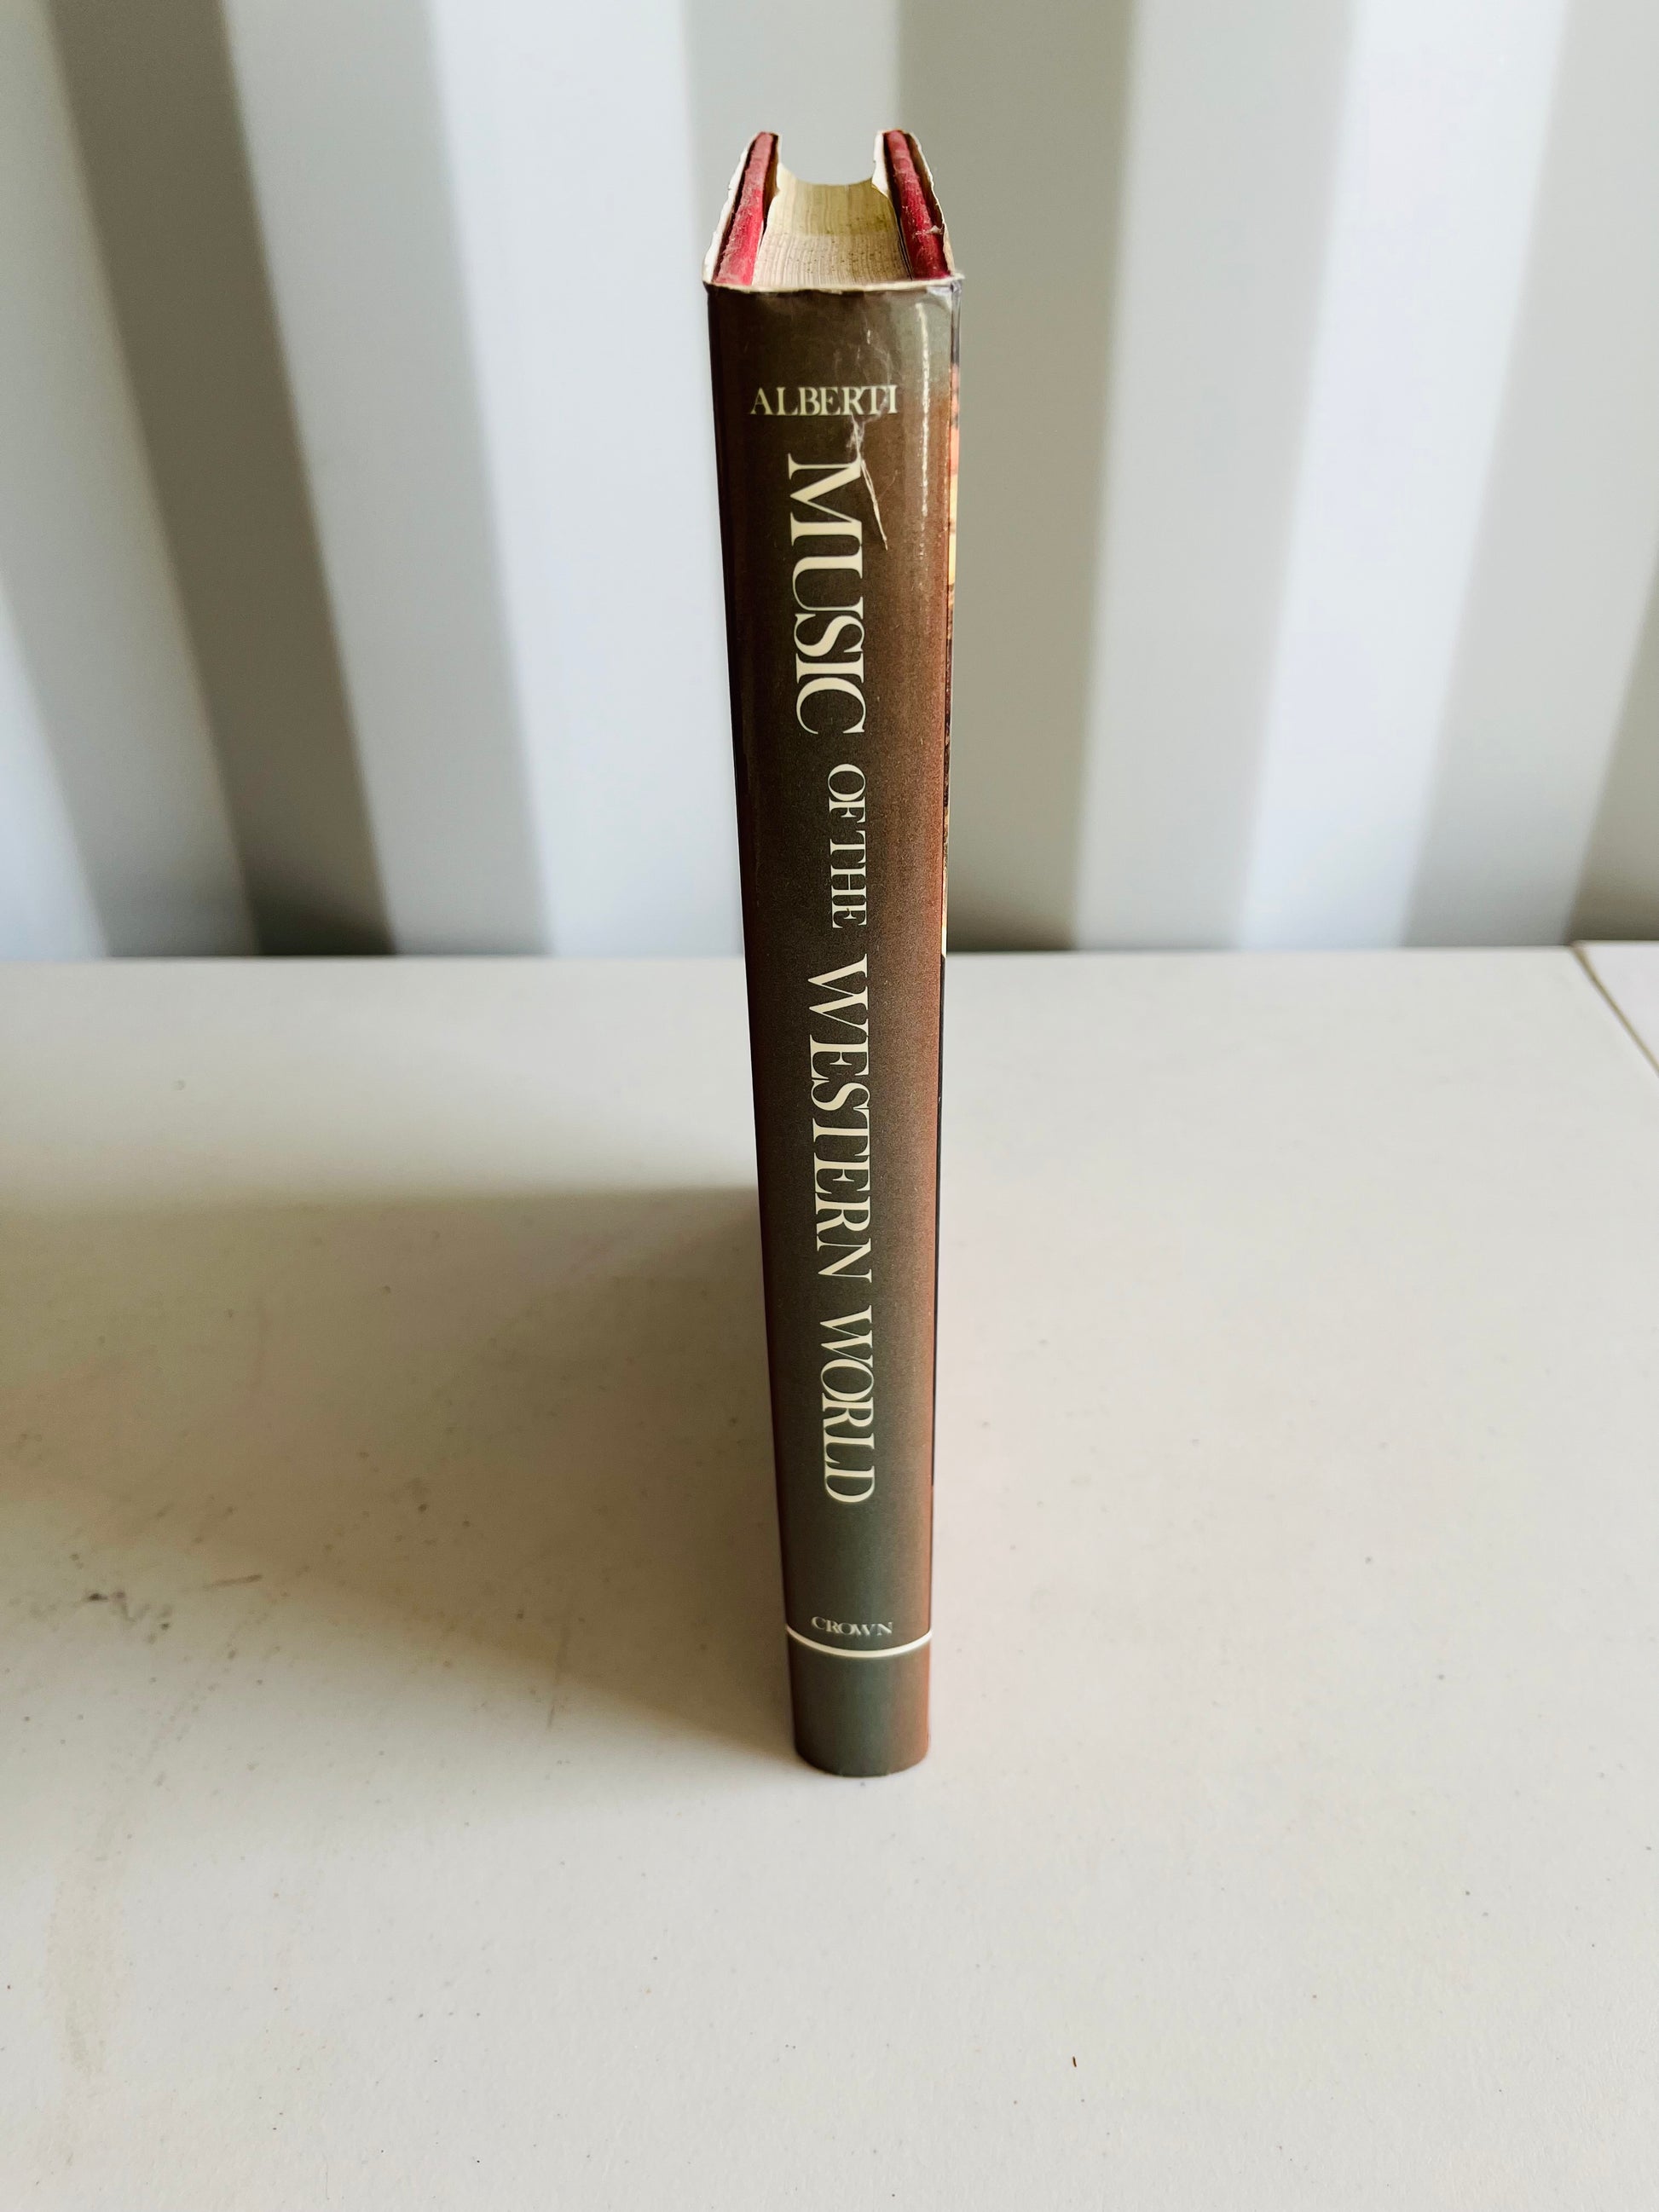 ALBERTI
MUSIC OF THE WESTERN WORLD
CROWN